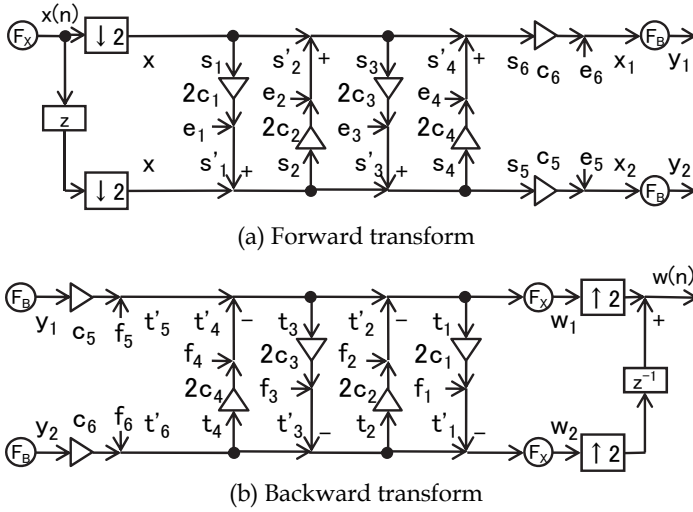 x(n)
F_X
↓ 2
x
s_1
s'_2
+
s_3
s'_4
+
s_6
c_6
e_6
x_1
F_B
y_1
2c_1
e_2
2c_3
e_4
z
e_1
2c_2
e_3
2c_4
↓ 2
x
s'_1
+
s_2
s'_3
+
s_4
s_5
c_5
e_5
x_2
F_B
y_2
(a) Forward transform
F_B
y_1
c_5
f_5
t'_5
t'_4
−
t_3
t'_2
−
t_1
F_X
w_1
↑ 2
w(n)
+
f_4
2c_3
f_2
2c_1
2c_4
f_3
2c_2
f_1
z^{-1}
F_B
y_2
c_6
f_6
t'_6
t_4
t'_3
−
t_2
t'_1
−
F_X
w_2
↑ 2
(b) Backward transform